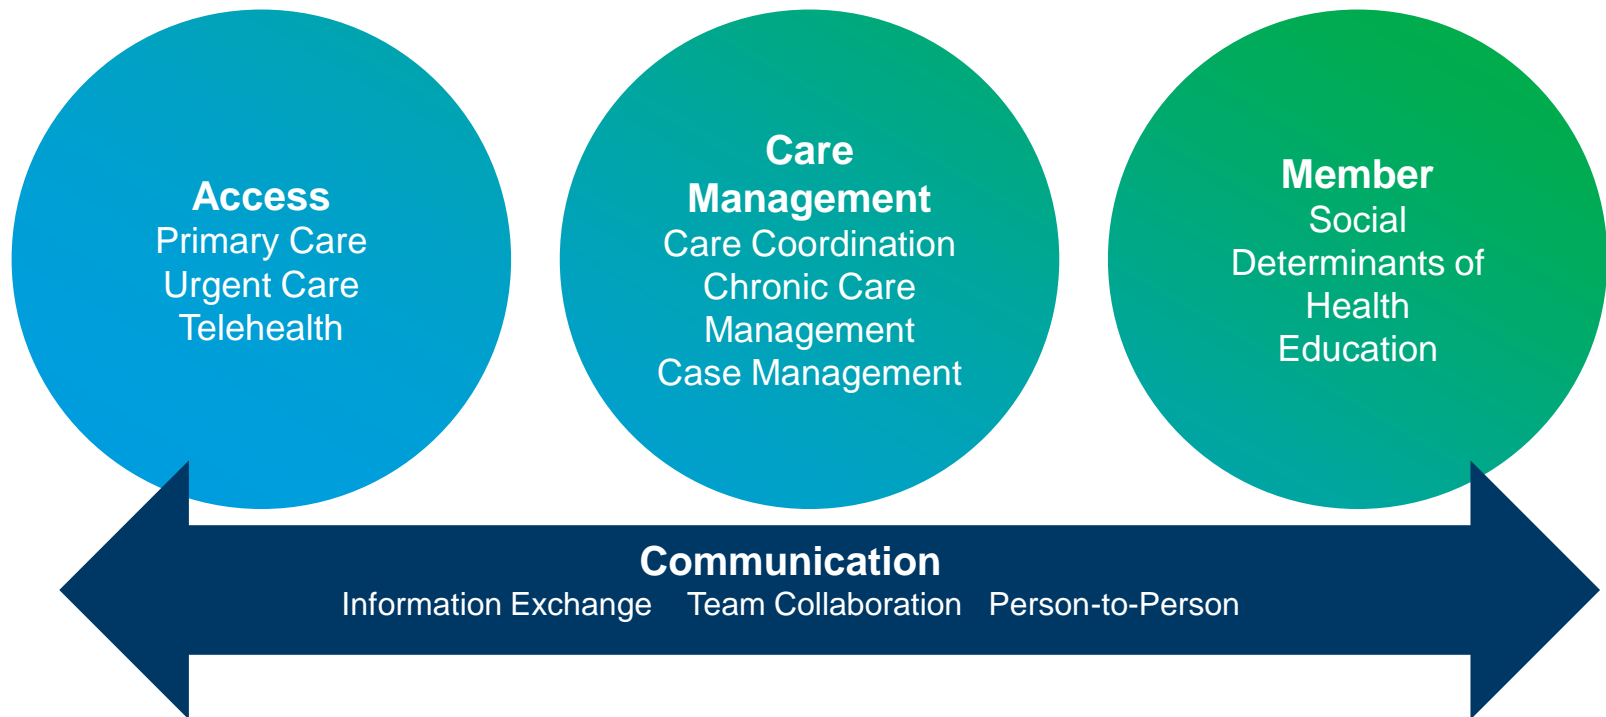 Access
Primary Care
Urgent Care
Telehealth
Care
Management
Care Coordination
Chronic Care
Management
Case Management
Member
Social
Determinants of
Health
Education
Communication
Information Exchange Team Collaboration Person-to-Person